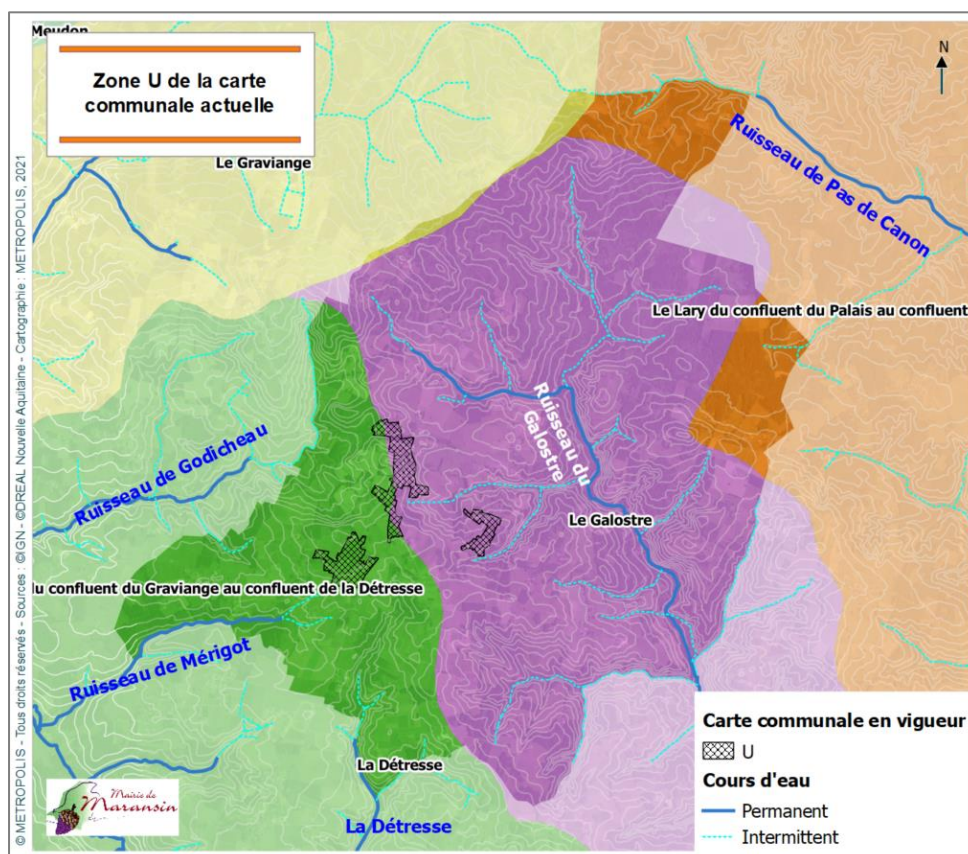 Meudon
Zone U de la carte
communale actuelle
N
Le Graviange
Ruisseau de Pas de Canon
Le Lary du confluent du Palais au confluent
Ruisseau du
Galostre
Ruisseau de Godicheau
Le Galostre
du confluent du Graviange au confluent de la Détresse
Ruisseau de Mérigot
La Détresse
La Détresse
Carte communale en vigueur
U
Cours d'eau
Permanent
Intermittent
Mairie de
Maransin
© METROPOLIS - Tous droits réservés - Sources : ©IGN - ©DREAL Nouvelle Aquitaine - Cartographie : METROPOLIS, 2021